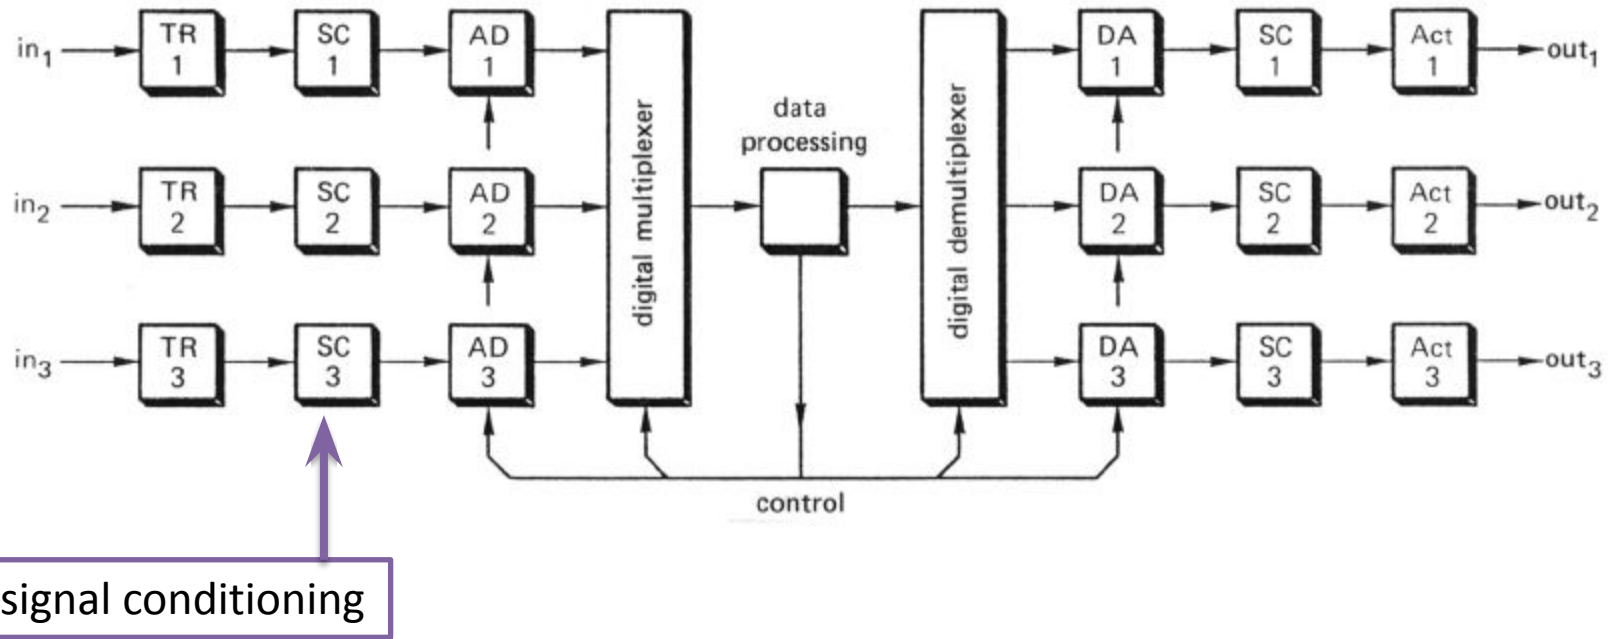 in₁ TR 1 SC 1 AD 1 DA 1 SC 1 Act 1 out₁
digital multiplexer
data
processing
digital demultiplexer
in₂ TR 2 SC 2 AD 2 DA 2 SC 2 Act 2 out₂
in₃ TR 3 SC 3 AD 3 DA 3 SC 3 Act 3 out₃
control
signal conditioning